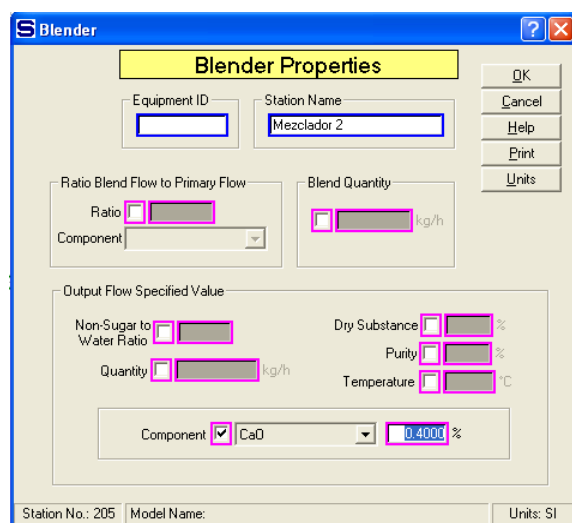 S Blender
Blender Properties
OK
Cancel
Help
Print
Units
Equipment ID
Station Name
Mezclador 2
Ratio Blend Flow to Primary Flow
Ratio
Component
Blend Quantity
kg/h
Output Flow Specified Value
Non-Sugar to
Water Ratio
Quantity
kg/h
Dry Substance
%
Purity
%
Temperature
°C
Component
CaO
0.4000 %
Station No.: 205
Model Name:
Units: SI